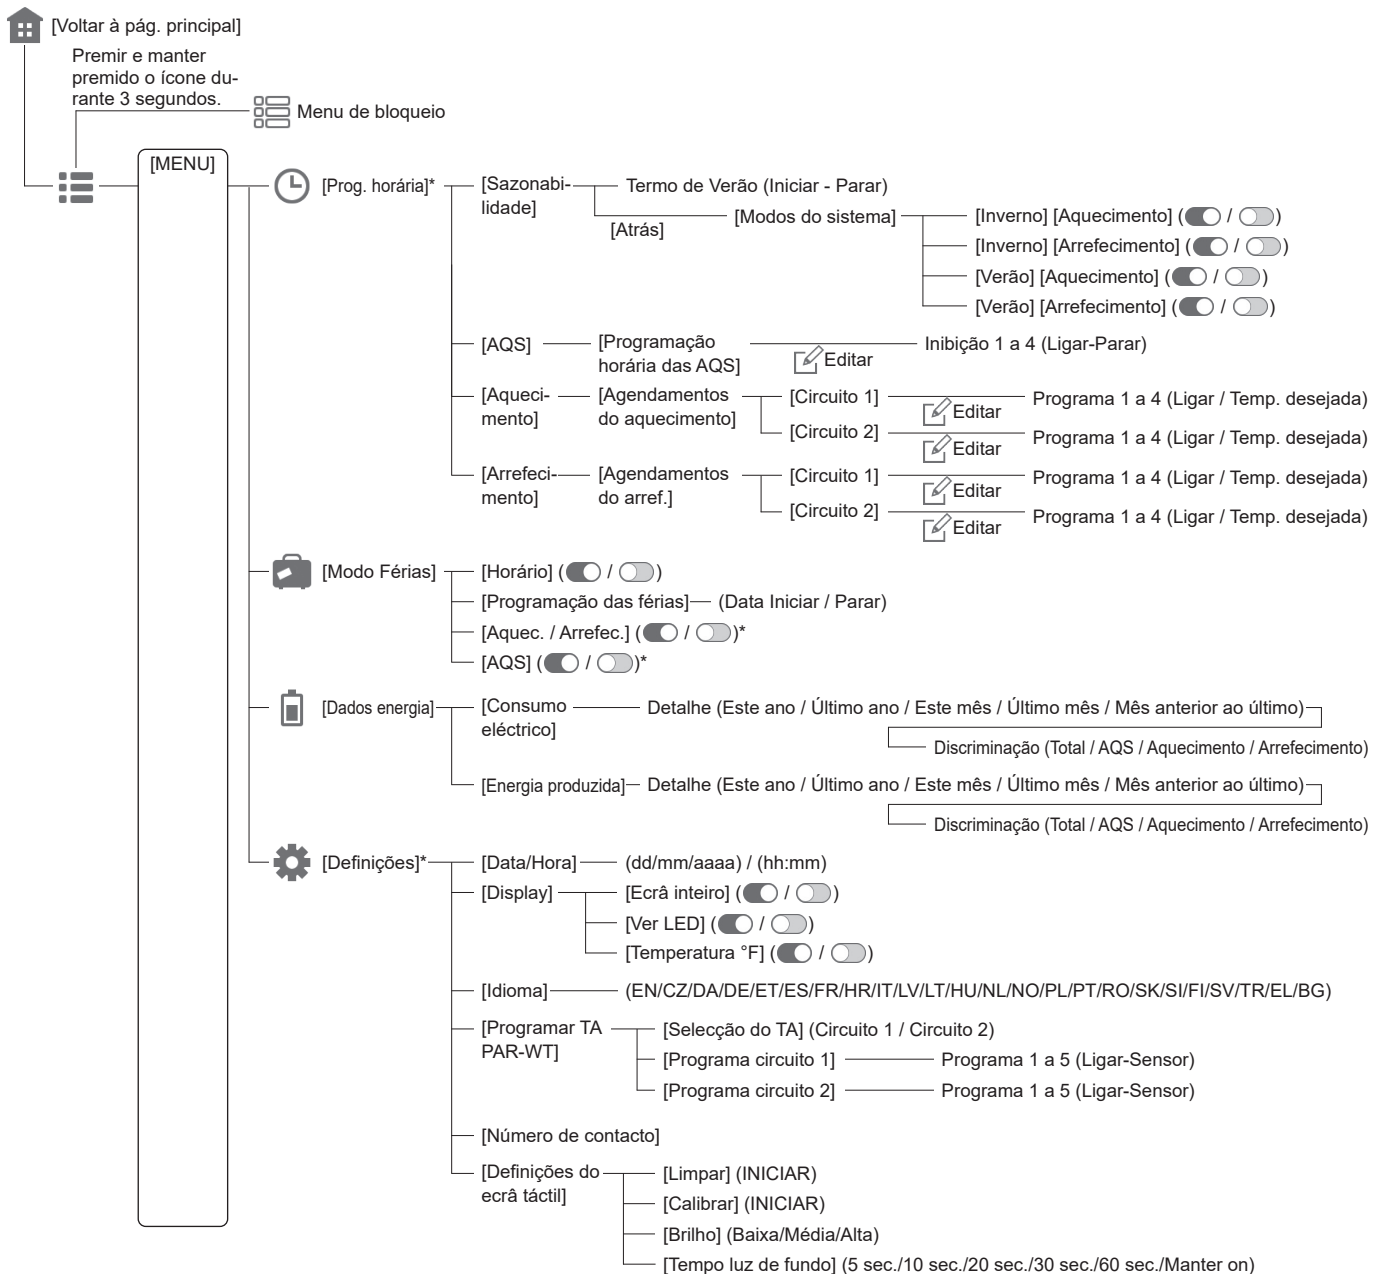 [Voltar à pág. principal]
Premir e manter
premido o ícone du-
rante 3 segundos.
Menu de bloqueio
[MENU]
[Prog. horária]*
[Sazonabi-
lidade]
Termo de Verão (Iniciar - Parar)
[Atrás]
[Modos do sistema]
[Inverno] [Aquecimento] ( / )
[Inverno] [Arrefecimento] ( / )
[Verão] [Aquecimento] ( / )
[Verão] [Arrefecimento] ( / )
[AQS]
[Programação
horária das AQS]
Editar
Inibição 1 a 4 (Ligar-Parar)
[Aqueci-
mento]
[Agendamentos
do aquecimento]
[Circuito 1]
Editar
Programa 1 a 4 (Ligar / Temp. desejada)
[Circuito 2]
Editar
Programa 1 a 4 (Ligar / Temp. desejada)
[Arrefeci-
mento]
[Agendamentos
do arref.]
[Circuito 1]
Editar
Programa 1 a 4 (Ligar / Temp. desejada)
[Circuito 2]
Editar
Programa 1 a 4 (Ligar / Temp. desejada)
[Modo Férias]
[Horário] ( / )
[Programação das férias]
(Data Iniciar / Parar)
[Aquec. / Arrefec.] ( / )*
[AQS] ( / )*
[Dados energia]
[Consumo
eléctrico]
Detalhe (Este ano / Último ano / Este mês / Último mês / Mês anterior ao último)
Discriminação (Total / AQS / Aquecimento / Arrefecimento)
[Energia produzida]
Detalhe (Este ano / Último ano / Este mês / Último mês / Mês anterior ao último)
Discriminação (Total / AQS / Aquecimento / Arrefecimento)
[Definições]*
[Data/Hora]
(dd/mm/aaaa) / (hh:mm)
[Display]
[Ecrã inteiro] ( / )
[Ver LED] ( / )
[Temperatura °F] ( / )
[Idioma]
(EN/CZ/DA/DE/ET/ES/FR/HR/IT/LV/LT/HU/NL/NO/PL/PT/RO/SK/SI/FI/SV/TR/EL/BG)
[Programar TA
PAR-WT]
[Selecção do TA] (Circuito 1 / Circuito 2)
[Programa circuito 1]
Programa 1 a 5 (Ligar-Sensor)
[Programa circuito 2]
Programa 1 a 5 (Ligar-Sensor)
[Número de contacto]
[Definições do
ecrã táctil]
[Limpar] (INICIAR)
[Calibrar] (INICIAR)
[Brilho] (Baixa/Média/Alta)
[Tempo luz de fundo] (5 sec./10 sec./20 sec./30 sec./60 sec./Manter on)